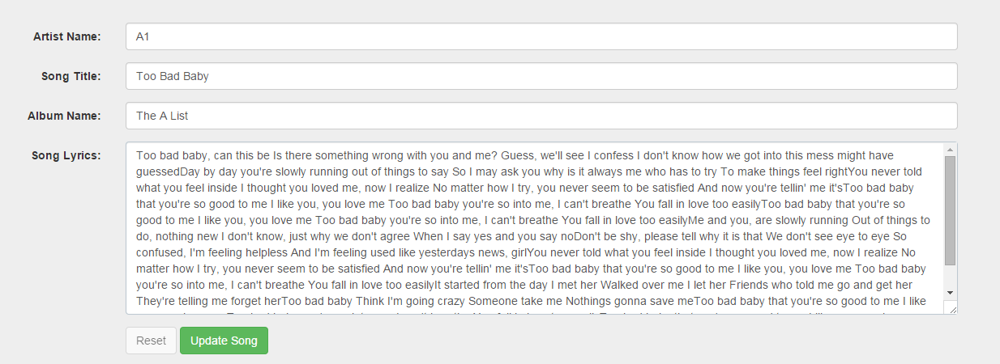 Artist Name: A1
Song Title: Too Bad Baby
Album Name: The A List
Song Lyrics: Too bad baby, can this be Is there something wrong with you and me? Guess, we'll see I confess I don't know how we got into this mess might have
guessedDay by day you're slowly running out of things to say So I may ask you why is it always me who has to try To make things feel rightYou never told
what you feel inside I thought you loved me, now I realize No matter how I try, you never seem to be satisfied And now you're tellin' me it'sToo bad baby
that you're so good to me I like you, you love me Too bad baby you're so into me, I can't breathe You fall in love too easilyToo bad baby that you're so
good to me I like you, you love me Too bad baby you're so into me, I can't breathe You fall in love too easilyMe and you, are slowly running Out of things to
do, nothing new I don't know, just why we don't agree When I say yes and you say noDon't be shy, please tell why it is that We don't see eye to eye So
confused, I'm feeling helpless And I'm feeling used like yesterdays news, girlYou never told what you feel inside I thought you loved me, now I realize No
matter how I try, you never seem to be satisfied And now you're tellin' me it'sToo bad baby that you're so good to me I like you, you love me Too bad baby
you're so into me, I can't breathe You fall in love too easilyIt started from the day I met her Walked over me I let her Friends who told me go and get her
They're telling me forget herToo bad baby Think I'm going crazy Someone take me Nothings gonna save meToo bad baby that you're so good to me I like
Reset Update Song